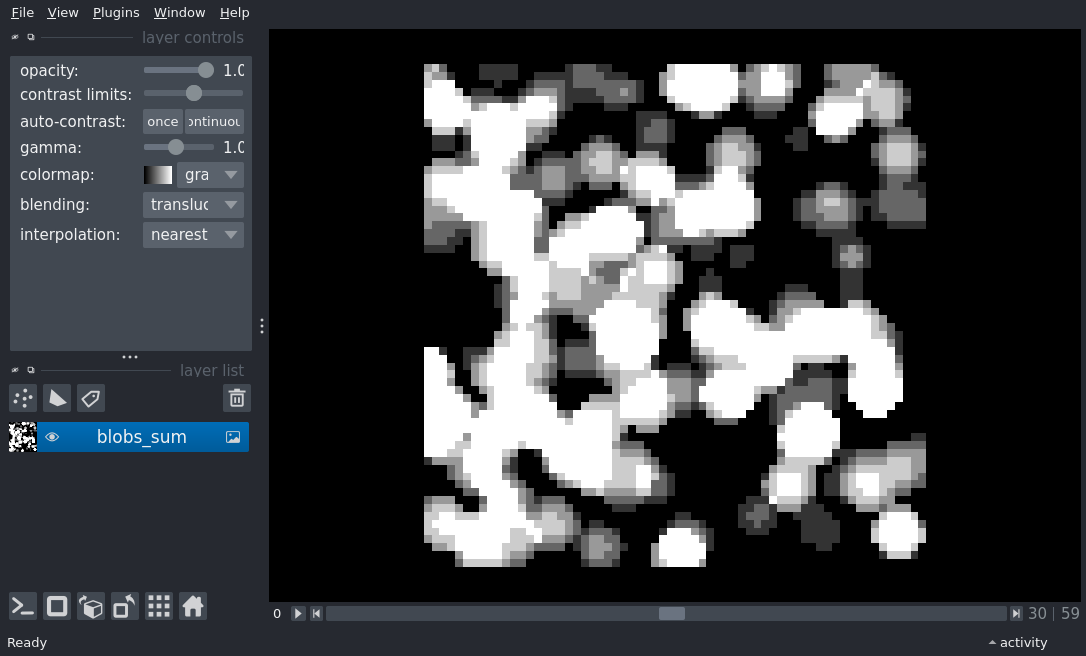 File View Plugins Window Help
layer controls
opacity: 1.0
contrast limits:
auto-contrast: once ontinuou
gamma: 1.0
colormap: gra
blending: transluc
interpolation: nearest
layer list
blobs_sum
0 30 | 59
Ready activity